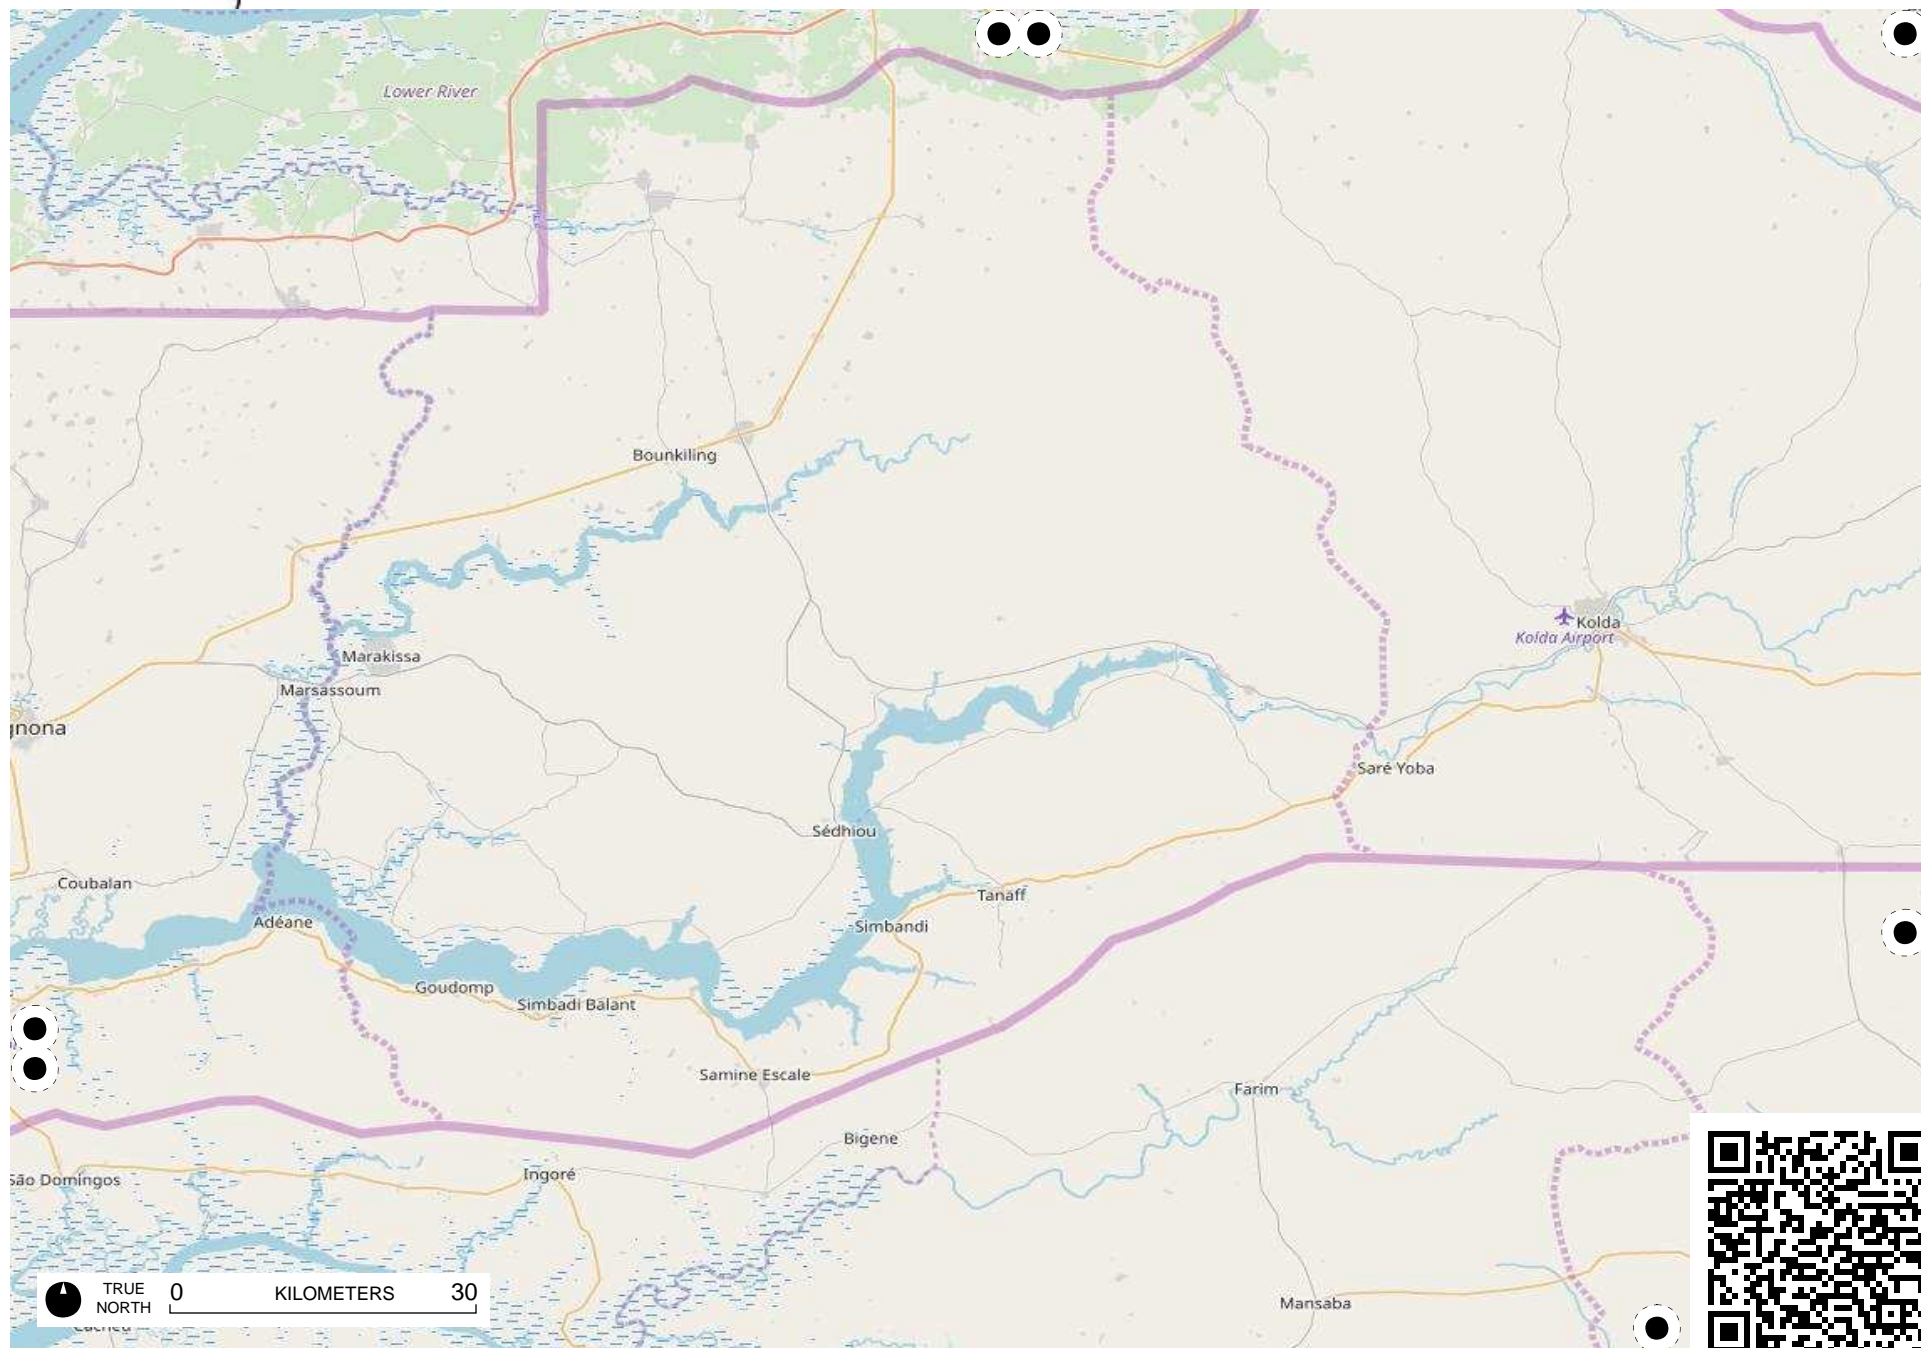 Lower River
Bounkiling
Kolda
Kolda Airport
Marakissa
Marsassoum
gnona
Saré Yoba
Sédhiou
Coubalan
Tanaff
Adéane
Simbandi
Goudomp
Simbadi Balant
Samine Escale
Farim
Bigene
Ingoré
São Domingos
TRUE
NORTH
0 KILOMETERS 30
Mansaba
Cacheu